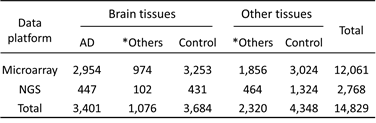 Data platform Brain tissues Other tissues Total
AD *Others Control *Others Control
Microarray 2,954 974 3,253 1,856 3,024 12,061
NGS 447 102 431 464 1,324 2,768
Total 3,401 1,076 3,684 2,320 4,348 14,829